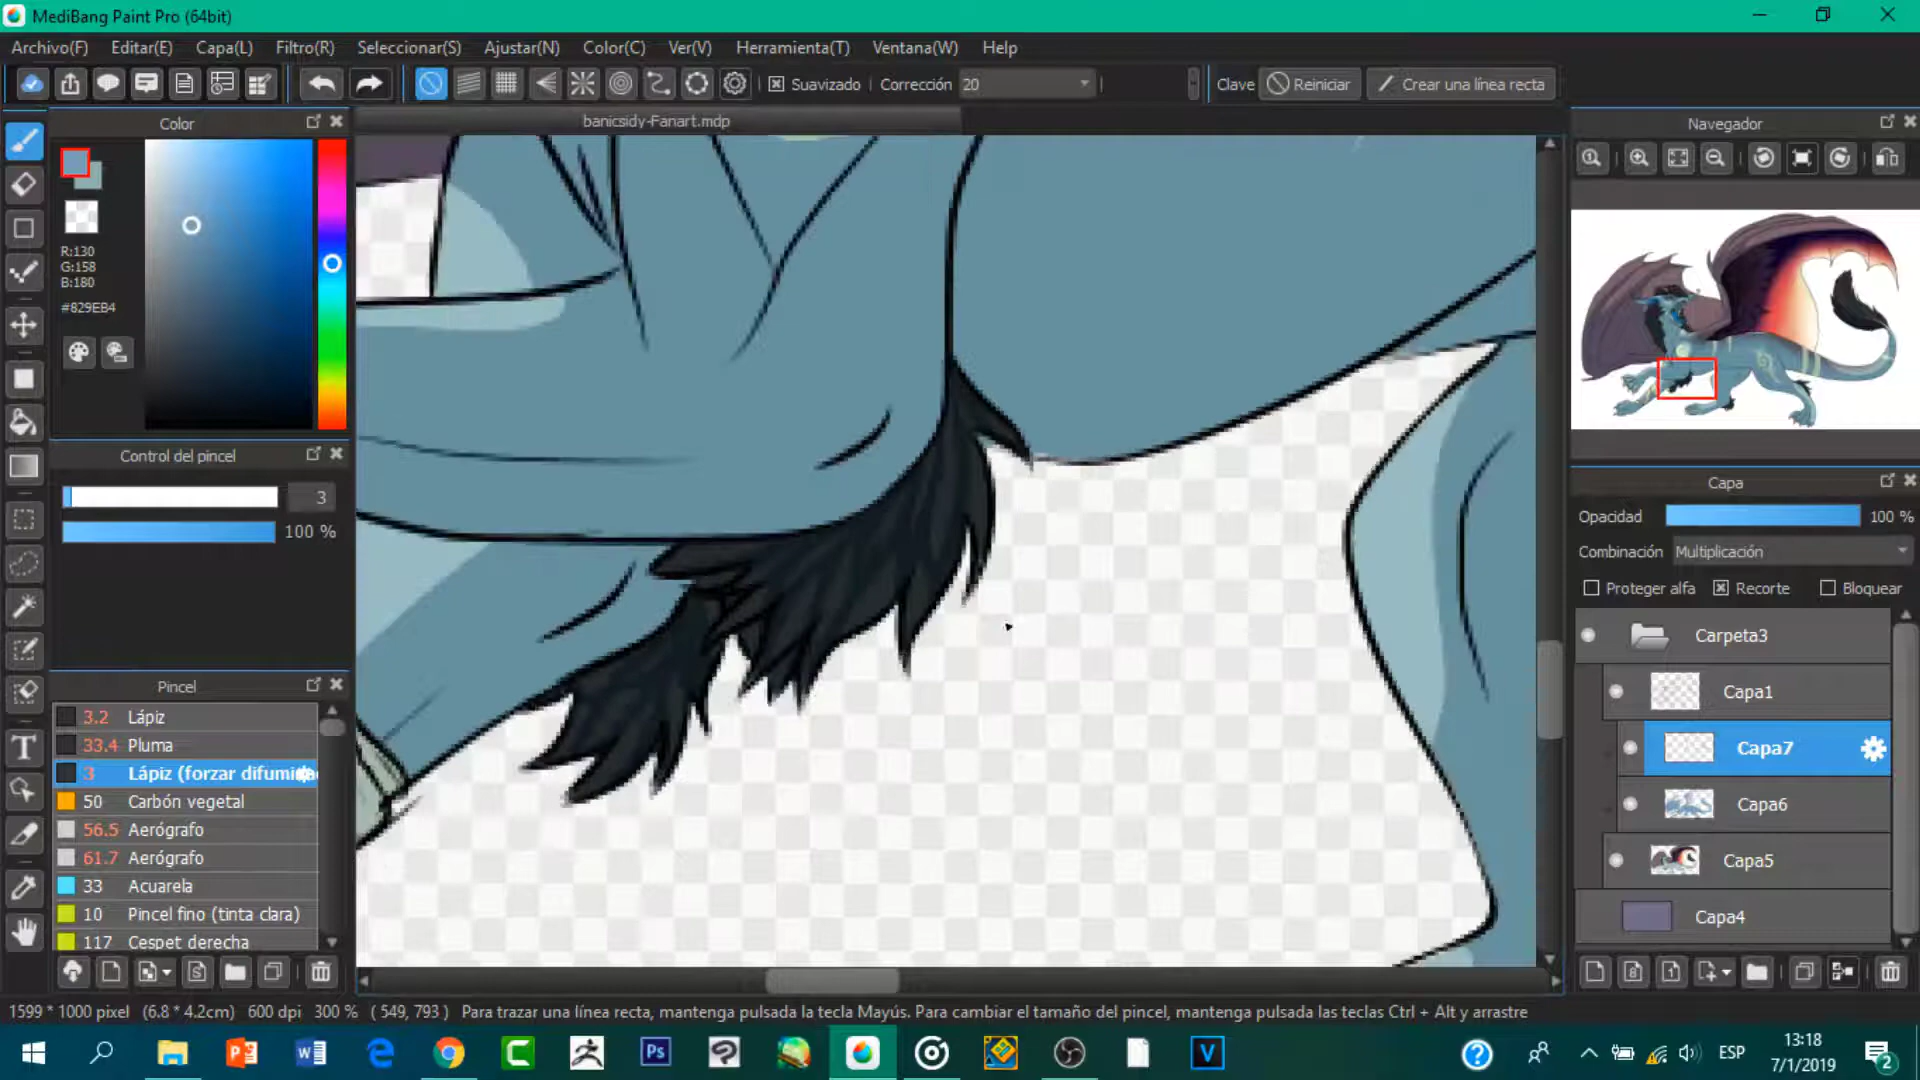 MediBang Paint Pro (64bit)
Archivo(F) Editar(E) Capa(L) Filtro(R) Seleccionar(S) Ajustar(N) Color(C) Ver(V) Herramienta(T) Ventana(W) Help
Suavizado Corrección 20 Clave Reiniciar Crear una línea recta
Color
banicsidy-Fanart.mdp
Navegador
R:130
G:158
B:180
#829EB4
Control del pincel
3
100 %
Capa
Opacidad 100 %
Combinación Multiplicación
Proteger alfa Recorte Bloquear
Carpeta3
Capa1
Capa7
Capa6
Capa5
Capa4
Pincel
3.2 Lápiz
33.4 Pluma
3 Lápiz (forzar difumin
50 Carbón vegetal
56.5 Aerógrafo
61.7 Aerógrafo
33 Acuarela
10 Pincel fino (tinta clara)
117 Cespet derecha
1599 * 1000 pixel (6.8 * 4.2cm) 600 dpi 300 % ( 549, 793 ) Para trazar una línea recta, mantenga pulsada la tecla Mayús. Para cambiar el tamaño del pincel, mantenga pulsadas las teclas Ctrl + Alt y arrastre
ESP
13:18
7/1/2019
2